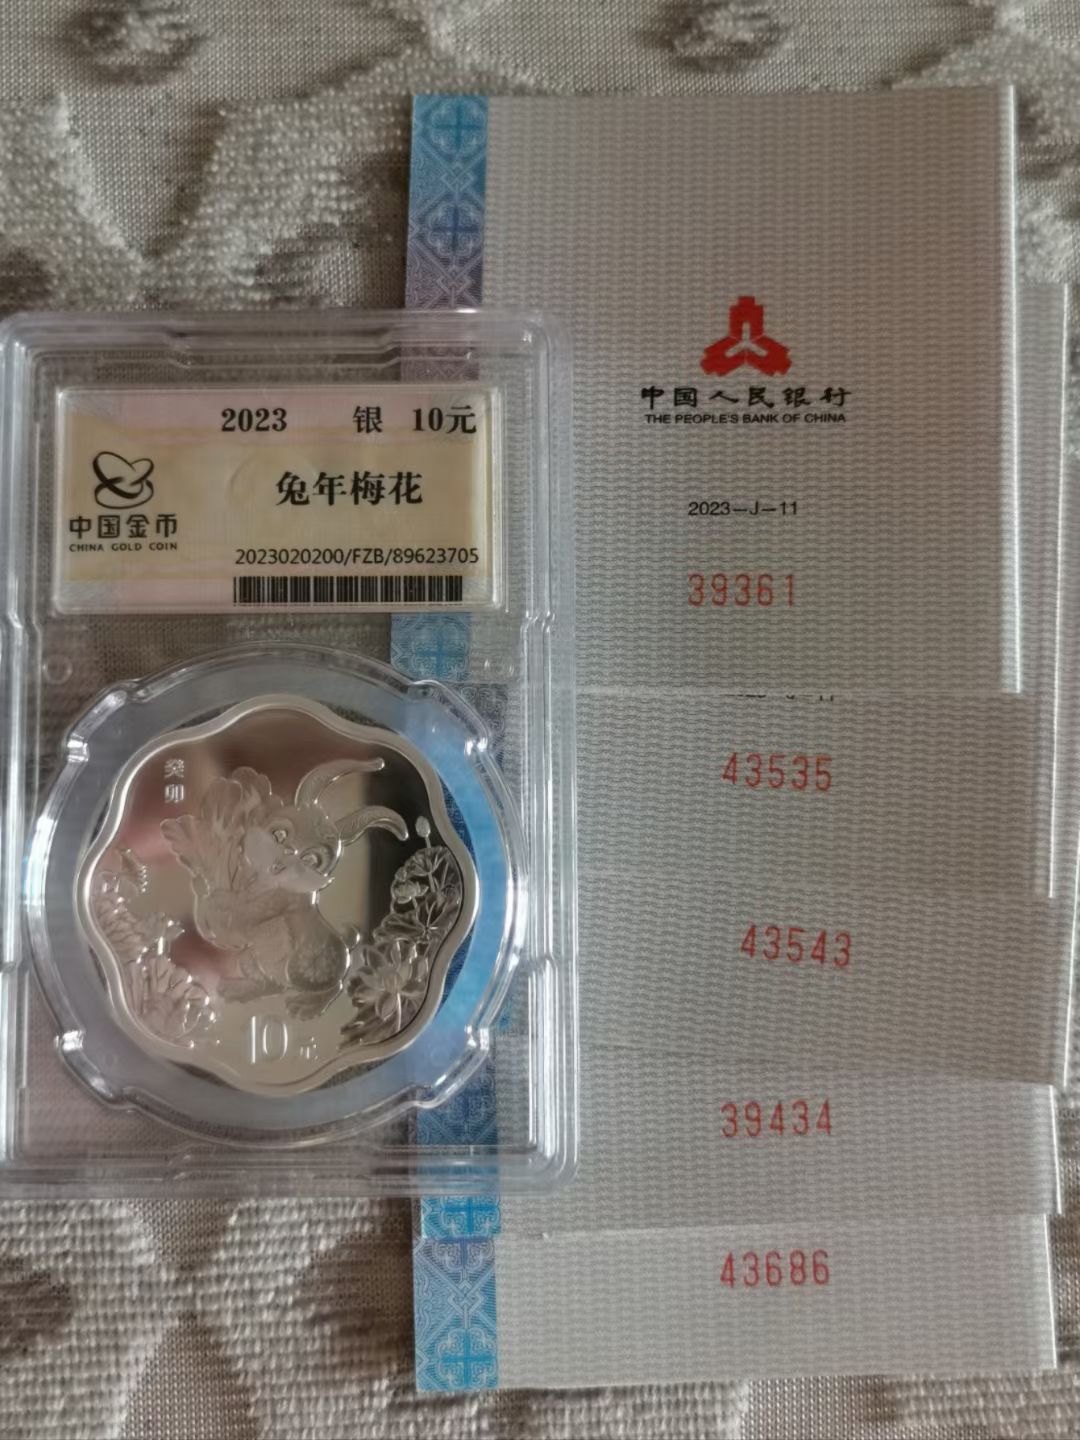 中国人民银行
THE PEOPLE'S BANK OF CHINA
2023-J-11
39361
2023 银 10元
兔年梅花
中国金币
CHINA GOLD COIN
2023020200/FZB/89623705
癸卯
10元
43535
43543
39434
43686